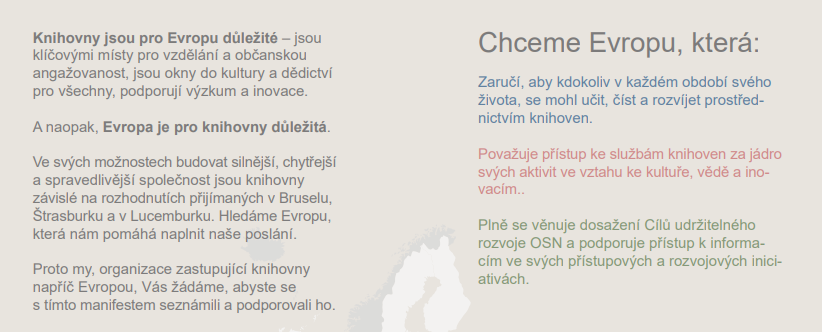 Knihovny jsou pro Evropu důležité – jsou
klíčovými místy pro vzdělání a občanskou
angažovanost, jsou okny do kultury a dědictví
pro všechny, podporují výzkum a inovace.
A naopak, Evropa je pro knihovny důležitá.
Ve svých možnostech budovat silnější, chytřejší
a spravedlivější společnost jsou knihovny
závislé na rozhodnutích přijímaných v Bruselu,
Štrasburku a v Lucemburku. Hledáme Evropu,
která nám pomáhá naplnit naše poslání.
Proto my, organizace zastupující knihovny
napříč Evropou, Vás žádáme, abyste se
s tímto manifestem seznámili a podporovali ho.
Chceme Evropu, která:
Zaručí, aby kdokoliv v každém období svého
života, se mohl učit, číst a rozvíjet prostřed-
nictvím knihoven.
Považuje přístup ke službám knihoven za jádro
svých aktivit ve vztahu ke kultuře, vědě a ino-
vacím..
Plně se věnuje dosažení Cílů udržitelného
rozvoje OSN a podporuje přístup k informa-
cím ve svých přístupových a rozvojových inici-
ativách.